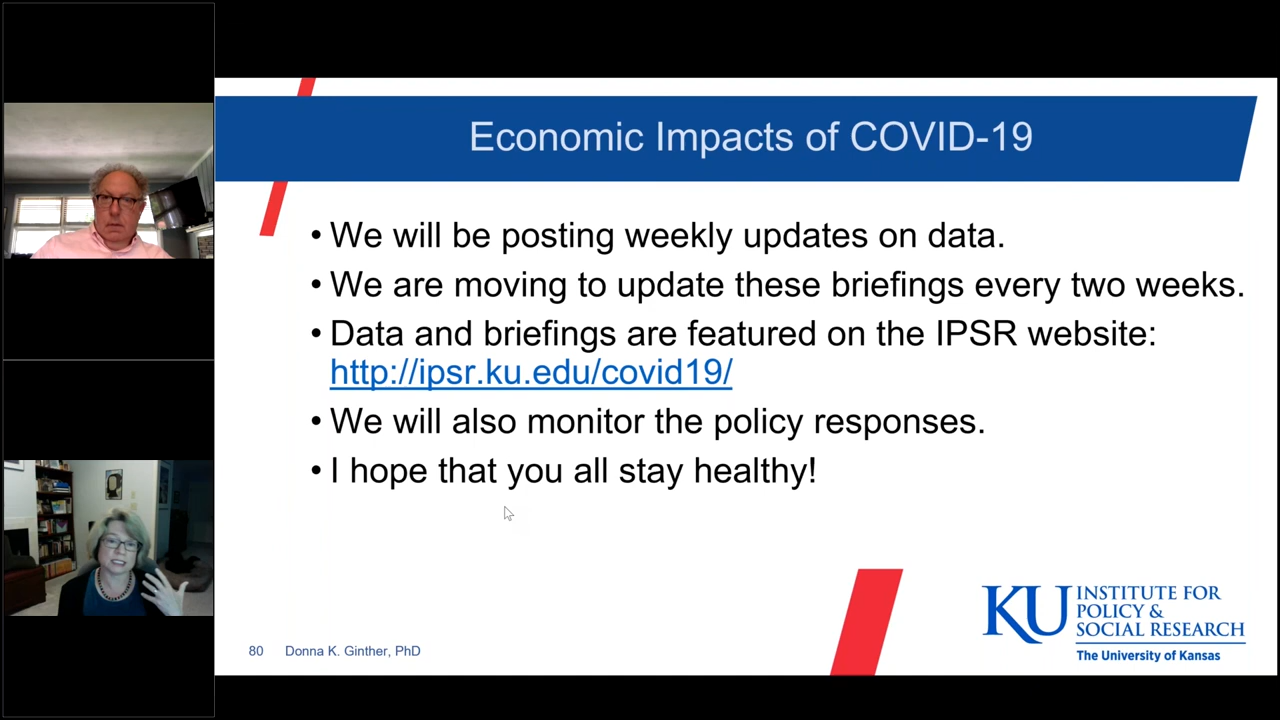 Economic Impacts of COVID-19
• We will be posting weekly updates on data.
• We are moving to update these briefings every two weeks.
• Data and briefings are featured on the IPSR website:
http://ipsr.ku.edu/covid19/
• We will also monitor the policy responses.
• I hope that you all stay healthy!
80 Donna K. Ginther, PhD
KU INSTITUTE FOR
POLICY &
SOCIAL RESEARCH
The University of Kansas